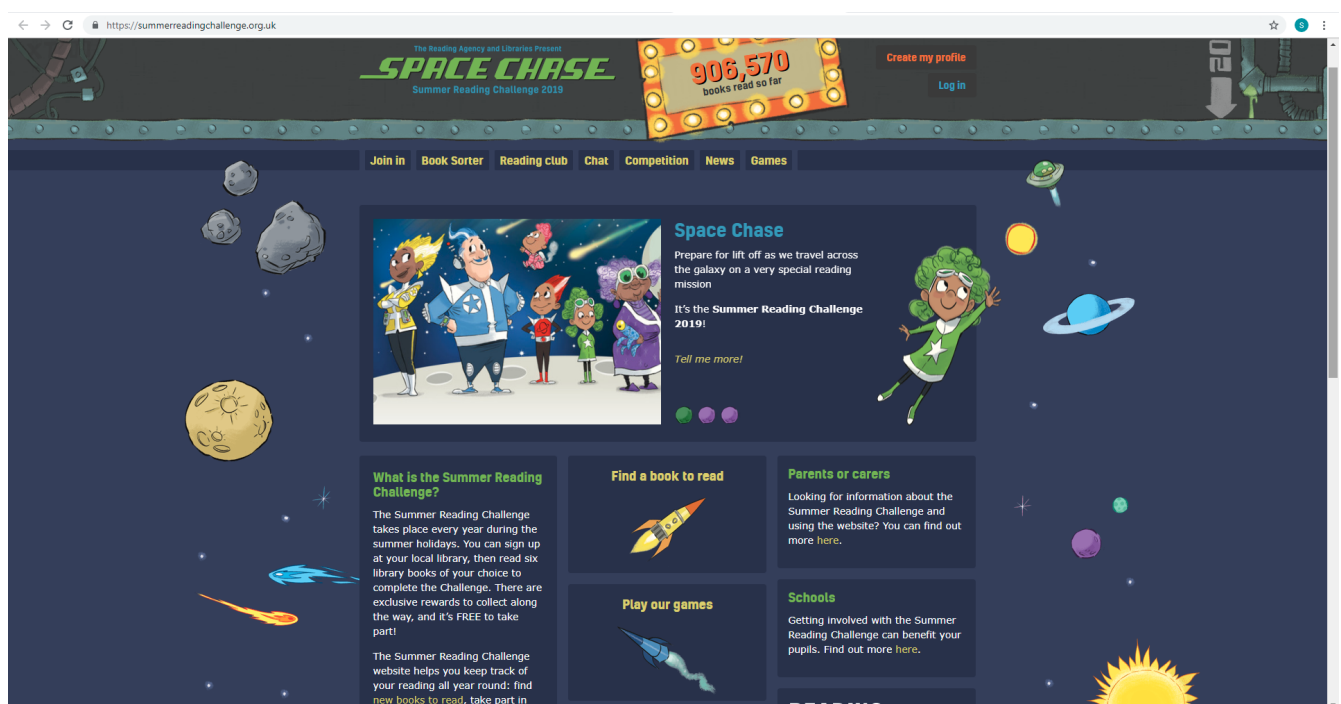 https://summerreadingchallenge.org.uk
S
The Reading Agency and Libraries Present
SPACE CHASE
Summer Reading Challenge 2019
906,570
books read so far
Create my profile
Log in
Join in
Book Sorter
Reading club
Chat
Competition
News
Games
Space Chase
Prepare for lift off as we travel across
the galaxy on a very special reading
mission
It's the Summer Reading Challenge
2019!
Tell me more!
What is the Summer Reading
Challenge?
The Summer Reading Challenge
takes place every year during the
summer holidays. You can sign up
at your local library, then read six
library books of your choice to
complete the Challenge. There are
exclusive rewards to collect along
the way, and it's FREE to take
part!
The Summer Reading Challenge
website helps you keep track of
your reading all year round: find
new books to read, take part in
Find a book to read
Play our games
Parents or carers
Looking for information about the
Summer Reading Challenge and
using the website? You can find out
more here.
Schools
Getting involved with the Summer
Reading Challenge can benefit your
pupils. Find out more here.